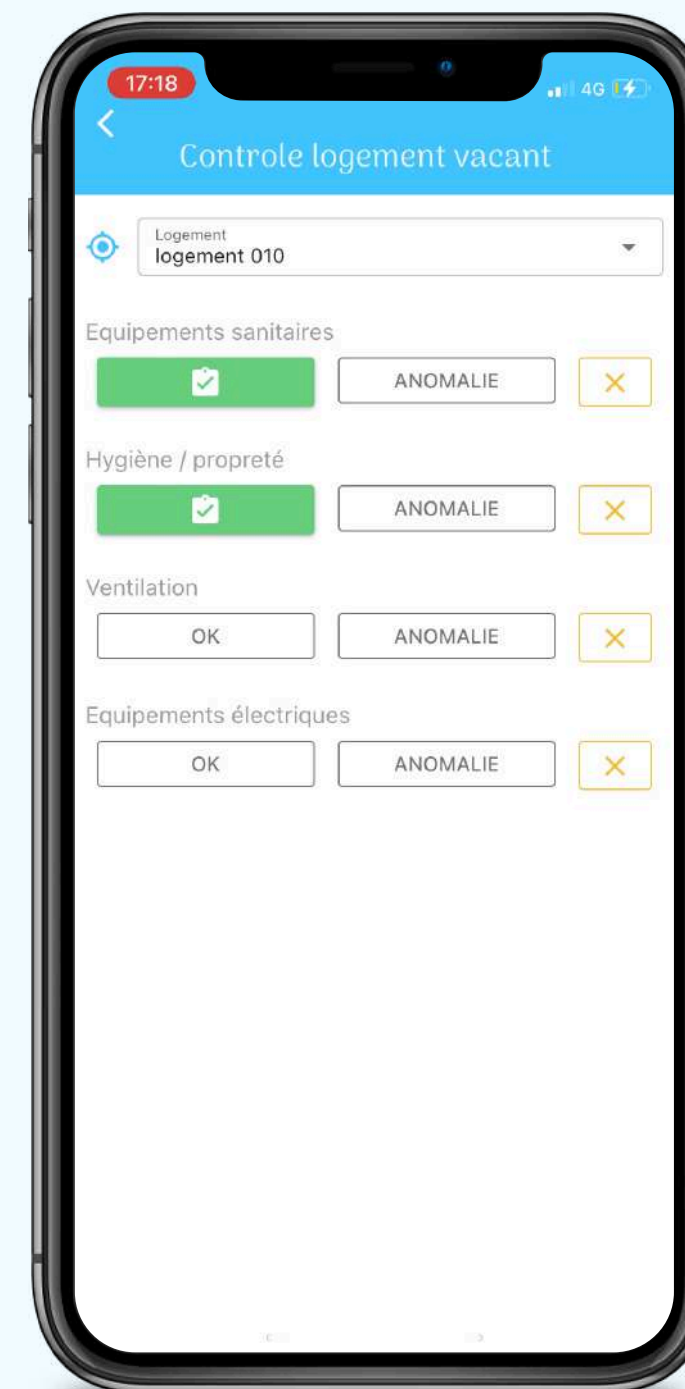 17:18
4G
Controle logement vacant
Logement
logement 010
Equipements sanitaires
ANOMALIE
Hygiène / propreté
ANOMALIE
Ventilation
OK ANOMALIE
Equipements électriques
OK ANOMALIE